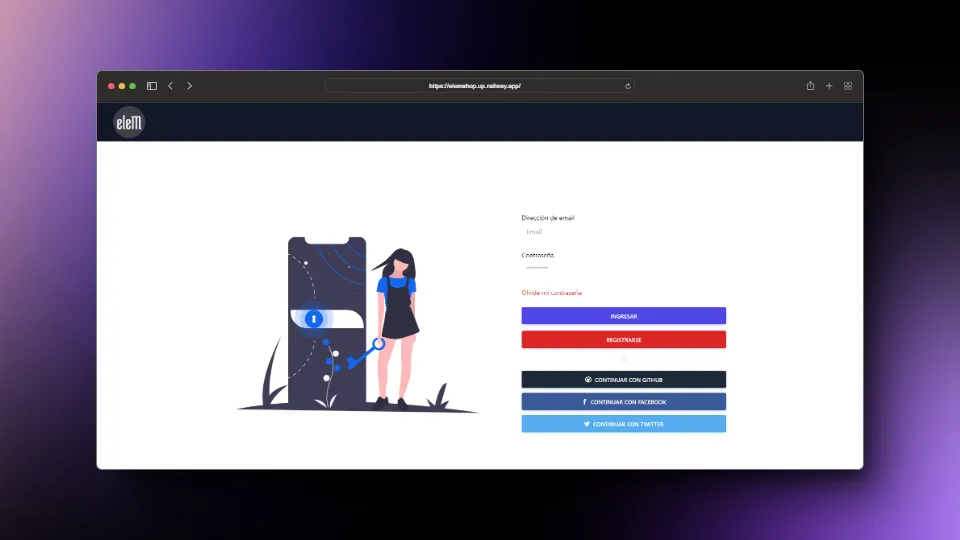 https://elemshop.up.railway.app/
eleM
Dirección de email
Email
Contraseña
--------
Olvidé mi contraseña
INGRESAR
REGISTRARSE
CONTINUAR CON GITHUB
CONTINUAR CON FACEBOOK
CONTINUAR CON TWITTER